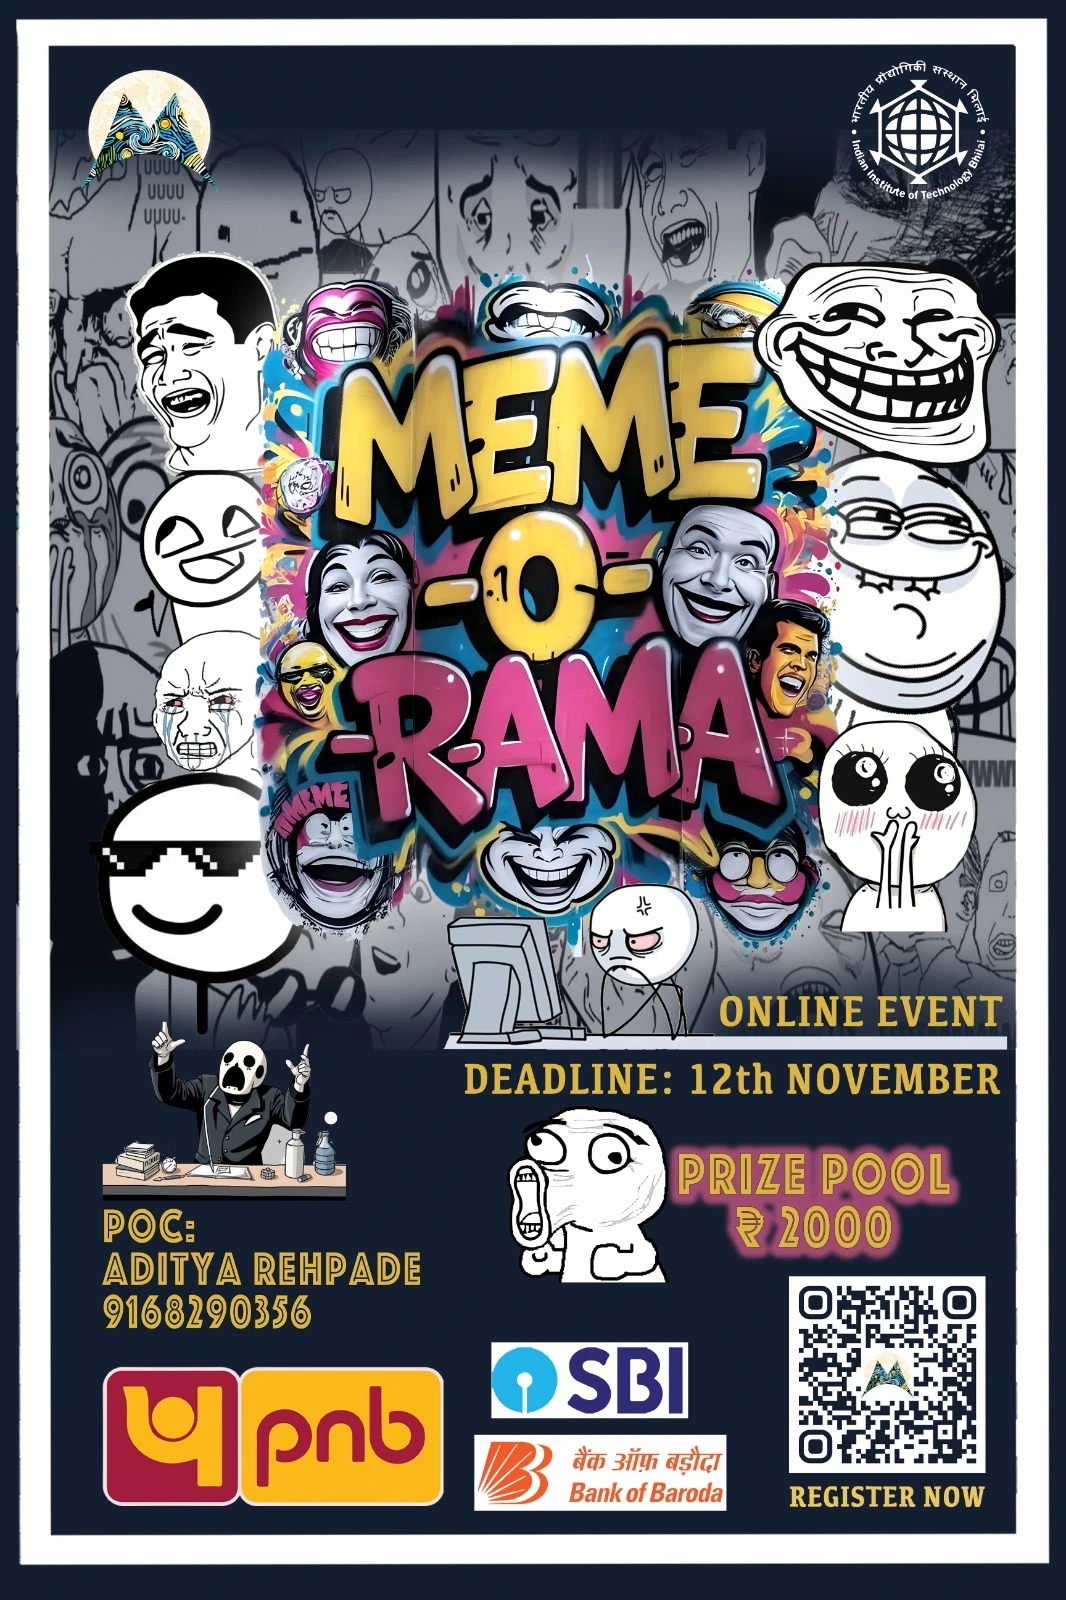 भारतीय प्रौद्योगिकी संस्थान भिलाई
Indian Institute of Technology Bhilai
MEME
-O-
-RAMA
MEME
ONLINE EVENT
DEADLINE: 12th NOVEMBER
PRIZE POOL
₹ 2000
POC:
ADITYA REHPADE
9168290356
pnb
SBI
बैंक ऑफ़ बड़ौदा
Bank of Baroda
REGISTER NOW